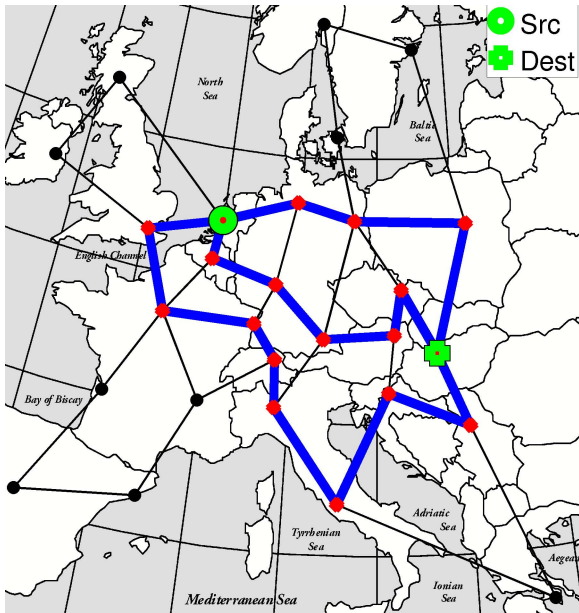 Src
Dest
North
Sea
Baltic
Sea
English Channel
Bay of Biscay
Adriatic
Sea
Tyrrhenian
Sea
Aegean
Ionian
Sea
Mediterranean Sea